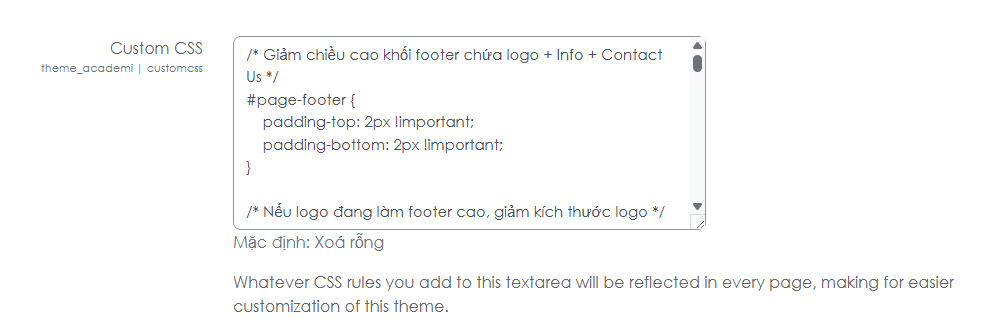 Custom CSS
theme_academi | customcss
/* Giảm chiều cao khối footer chứa logo + Info + Contact
Us */
#page-footer {
padding-top: 2px !important;
padding-bottom: 2px !important;
}
/* Nếu logo đang làm footer cao, giảm kích thước logo */
Mặc định: Xoá rỗng
Whatever CSS rules you add to this textarea will be reflected in every page, making for easier
customization of this theme.